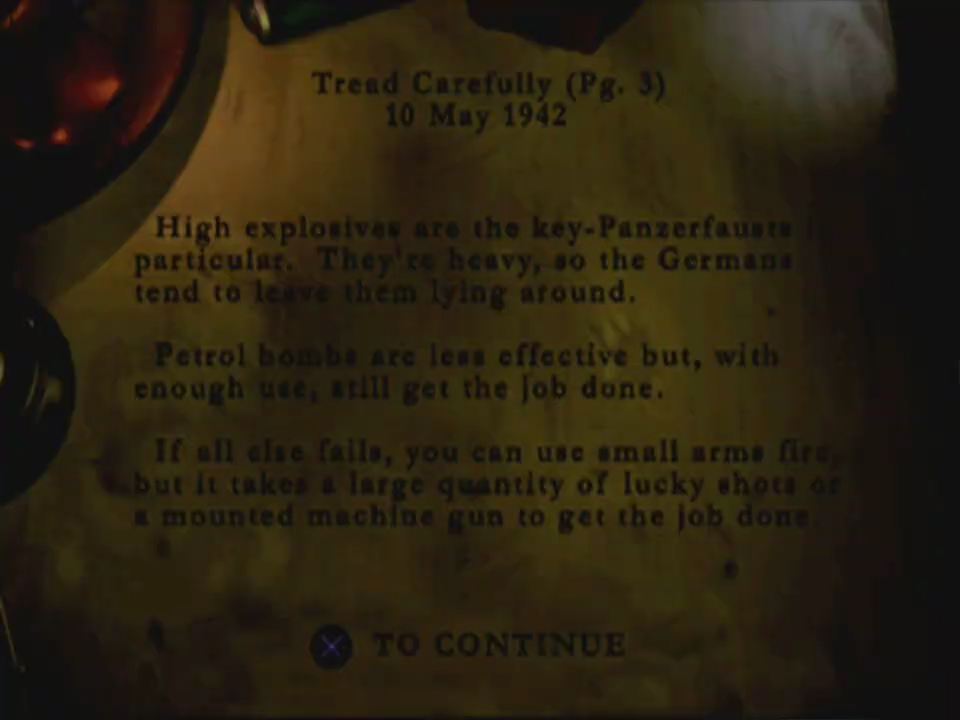 Tread Carefully (Pg. 3)
10 May 1942
High explosives are the key-Panzerfausts in
particular. They're heavy, so the Germans
tend to leave them lying around.
Petrol bombs are less effective but, with
enough use, still get the job done.
If all else fails, you can use small arms fire,
but it takes a large quantity of lucky shots or
a mounted machine gun to get the job done.
TO CONTINUE